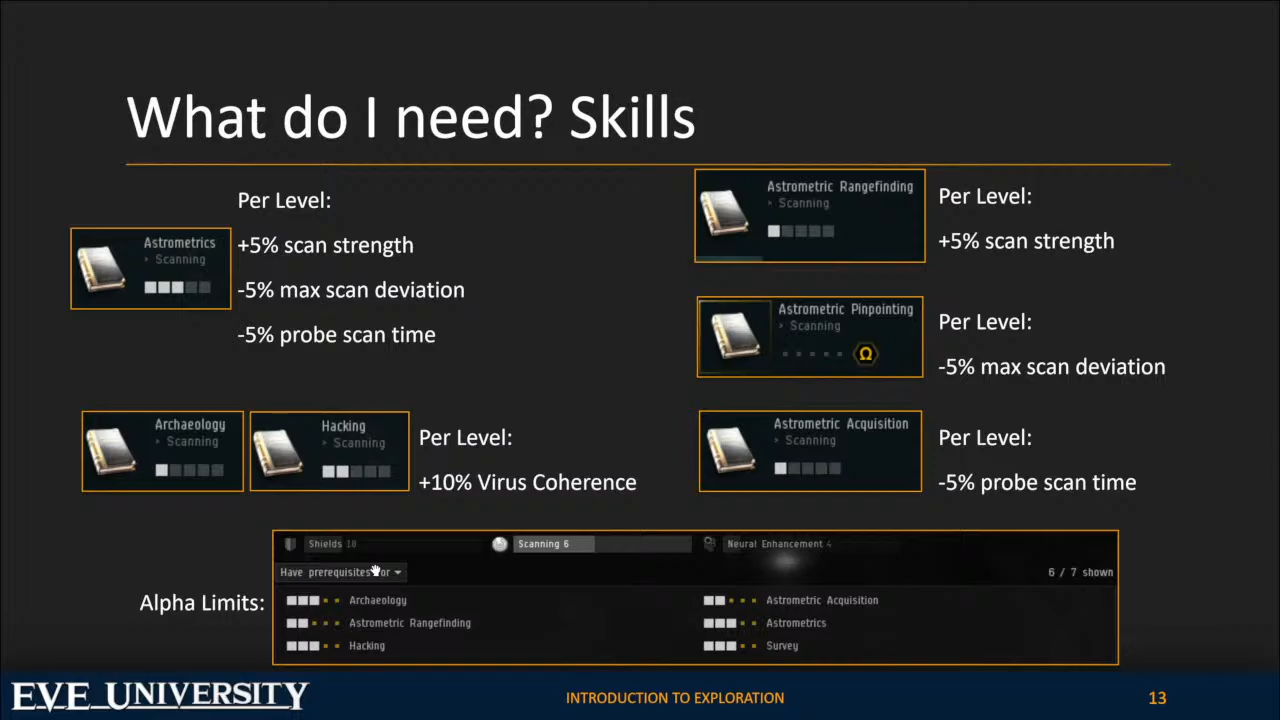 What do I need? Skills
Per Level:
Astrometrics
› Scanning
+5% scan strength
-5% max scan deviation
-5% probe scan time
Archaeology
› Scanning
Hacking
› Scanning
Per Level:
+10% Virus Coherence
Astrometric Rangefinding
› Scanning
Per Level:
+5% scan strength
Astrometric Pinpointing
› Scanning
Ω
Per Level:
-5% max scan deviation
Astrometric Acquisition
› Scanning
Per Level:
-5% probe scan time
Alpha Limits:
Shields 10
Scanning 6
Neural Enhancement 4
Have prerequisites for
6 / 7 shown
Archaeology
Astrometric Acquisition
Astrometric Rangefinding
Astrometrics
Hacking
Survey
EVE UNIVERSITY
INTRODUCTION TO EXPLORATION
13